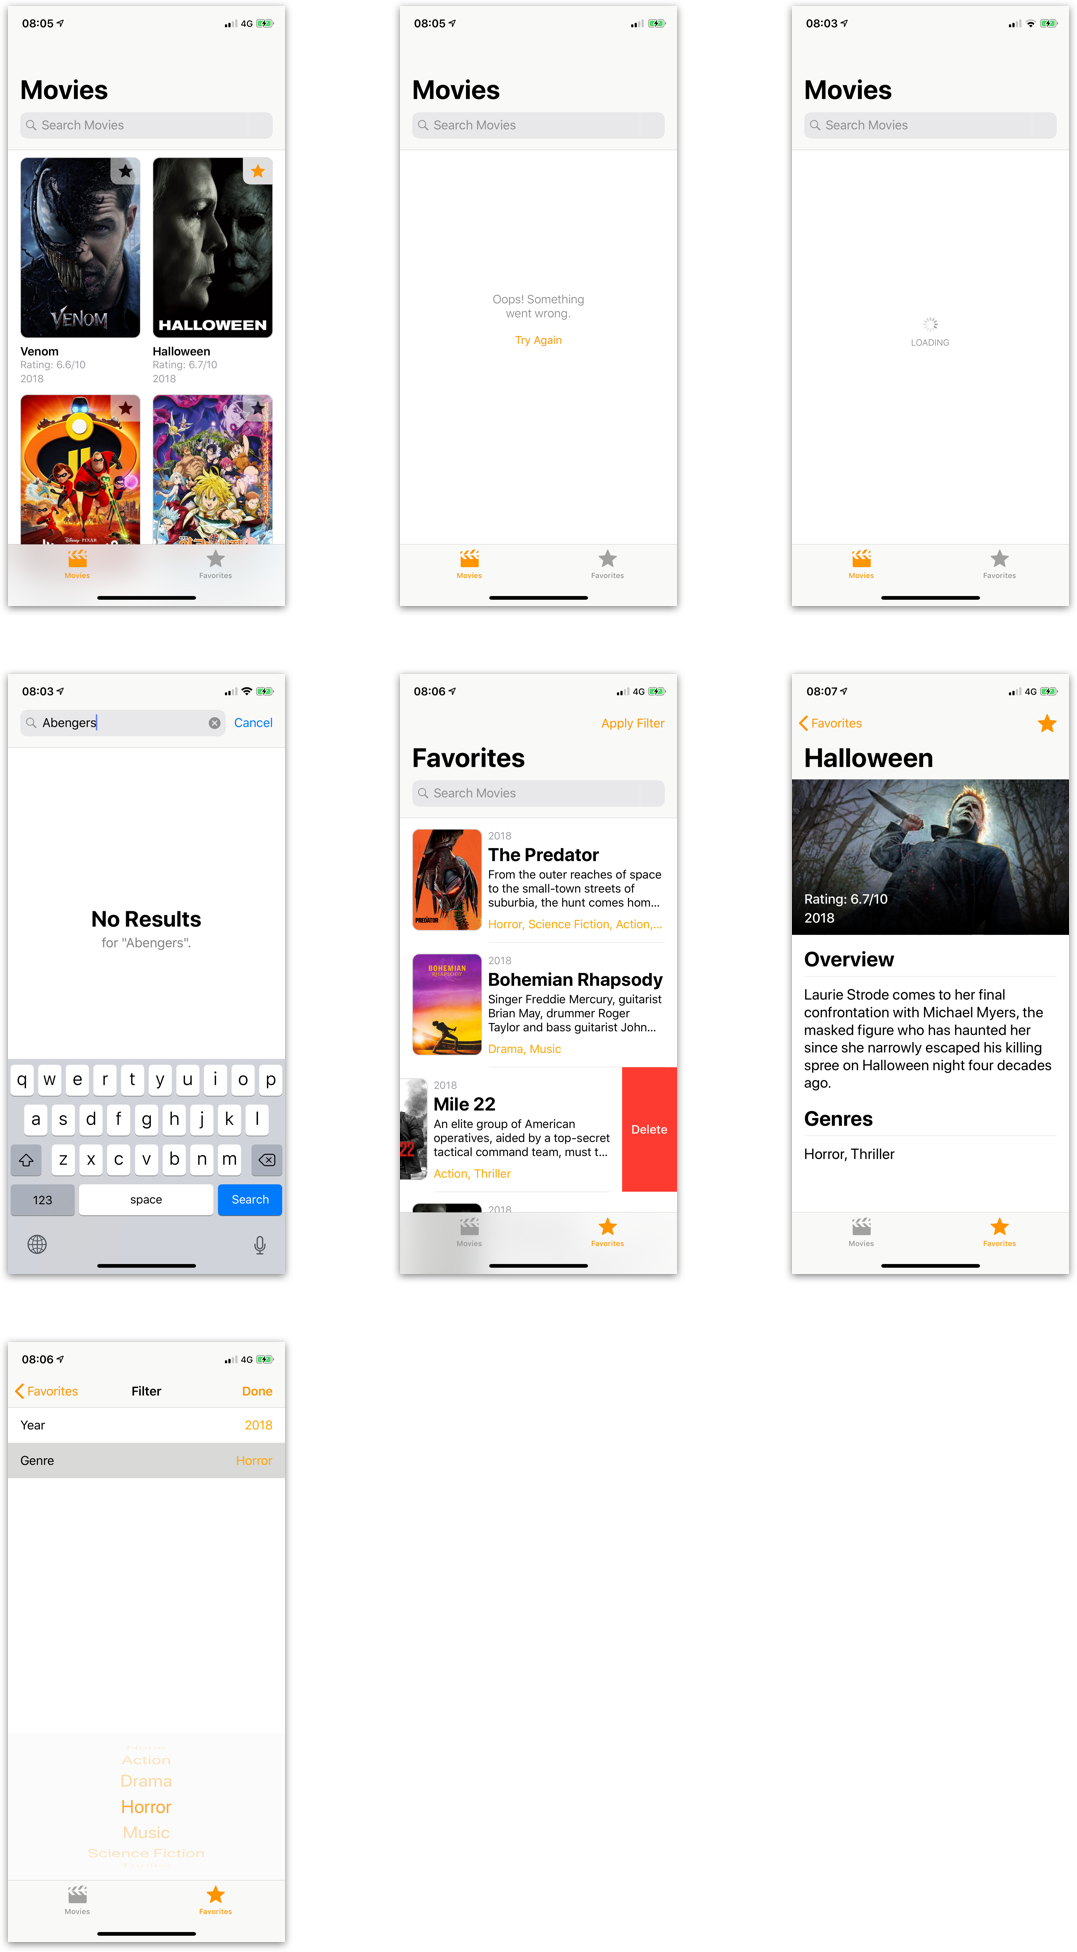 08:05
4G
Movies
Search Movies
VENOM
HALLOWEEN
Venom
Rating: 6.6/10
2018
Halloween
Rating: 6.7/10
2018
Disney PIXAR
Movies
Favorites
08:05
Movies
Search Movies
Oops! Something
went wrong.
Try Again
Movies
Favorites
08:03
Movies
Search Movies
LOADING
Movies
Favorites
08:03
Abengers
Cancel
No Results
for "Abengers".
q w e r t y u i o p
a s d f g h j k l
z x c v b n m
123 space Search
08:06
4G
Apply Filter
Favorites
Search Movies
PREDATOR
2018
The Predator
From the outer reaches of space
to the small-town streets of
suburbia, the hunt comes hom...
Horror, Science Fiction, Action,...
BOHEMIAN
RHAPSODY
2018
Bohemian Rhapsody
Singer Freddie Mercury, guitarist
Brian May, drummer Roger
Taylor and bass guitarist John...
Drama, Music
22
2018
Mile 22
An elite group of American
operatives, aided by a top-secret
tactical command team, must t...
Action, Thriller
Delete
2018
Movies
Favorites
08:07
4G
Favorites
Halloween
Rating: 6.7/10
2018
Overview
Laurie Strode comes to her final
confrontation with Michael Myers, the
masked figure who has haunted her
since she narrowly escaped his killing
spree on Halloween night four decades
ago.
Genres
Horror, Thriller
Movies
Favorites
08:06
4G
Favorites
Filter
Done
Year
2018
Genre
Horror
Action
Drama
Horror
Music
Science Fiction
Movies
Favorites